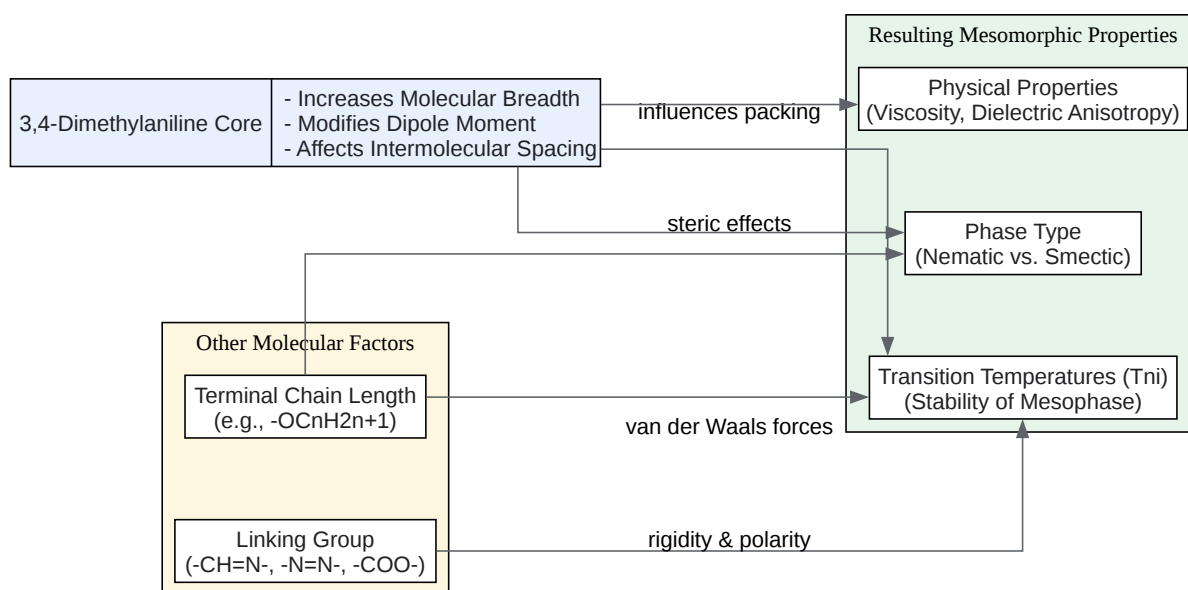 Resulting Mesomorphic Properties
3,4-Dimethylaniline Core
- Increases Molecular Breadth
- Modifies Dipole Moment
- Affects Intermolecular Spacing
influences packing
Physical Properties
(Viscosity, Dielectric Anisotropy)
steric effects
Phase Type
(Nematic vs. Smectic)
Other Molecular Factors
Terminal Chain Length
(e.g., -OCnH2n+1)
van der Waals forces
Transition Temperatures (Tni)
(Stability of Mesophase)
Linking Group
(-CH=N-, -N=N-, -COO-)
rigidity & polarity